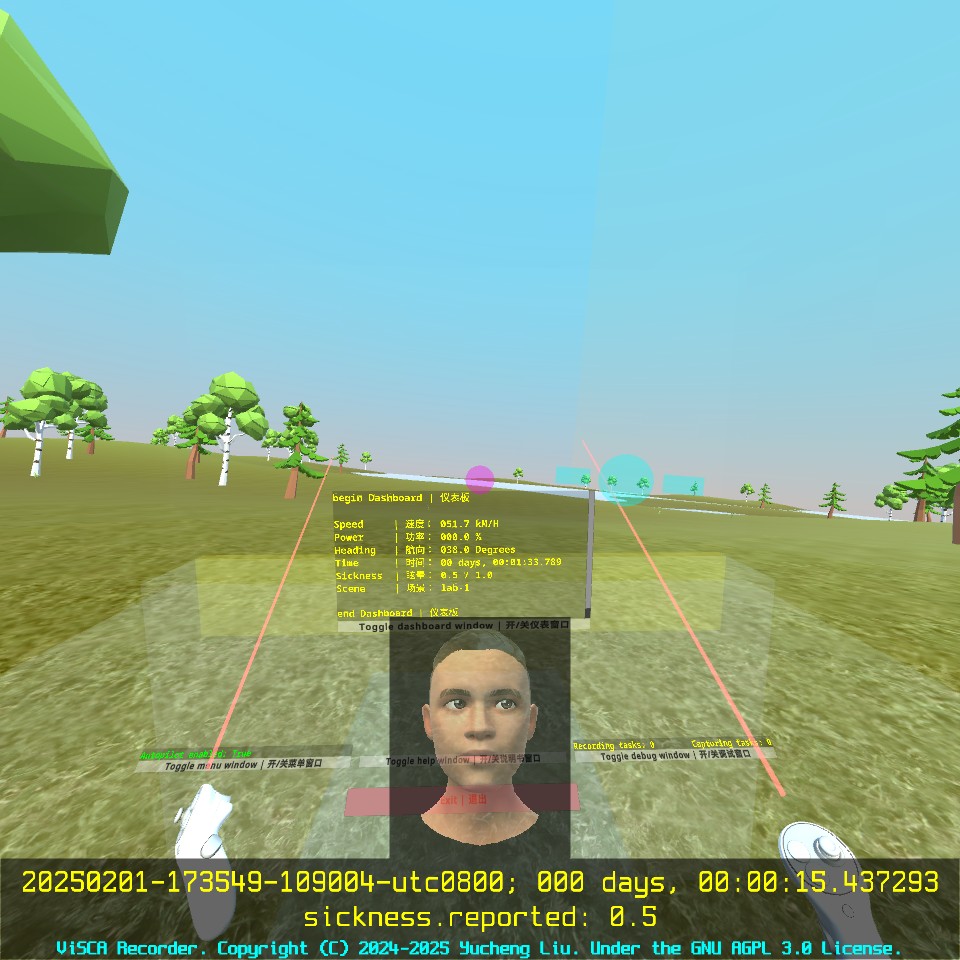 begin Dashboard | 仪表板
Speed | 速度： 051.7 kM/H
Power | 功率： 000.0 %
Heading | 航向： 038.0 Degrees
Time | 时间： 00 days, 00:01:33.789
Sickness | 眩晕： 0.5 / 1.0
Scene | 场景： lab-1
end Dashboard | 仪表板
Toggle dashboard window | 开/关仪表窗口
Autopilot enabled: True
Toggle menu window | 开/关菜单窗口
Toggle help window | 开/关说明书窗口
Recording tasks: 0 Capturing tasks: 0
Toggle debug window | 开/关调试窗口
Exit | 退出
20250201-173549-109004-utc0800; 000 days, 00:00:15.437293
sickness.reported: 0.5
ViSCA Recorder. Copyright (C) 2024-2025 Yucheng Liu. Under the GNU AGPL 3.0 License.